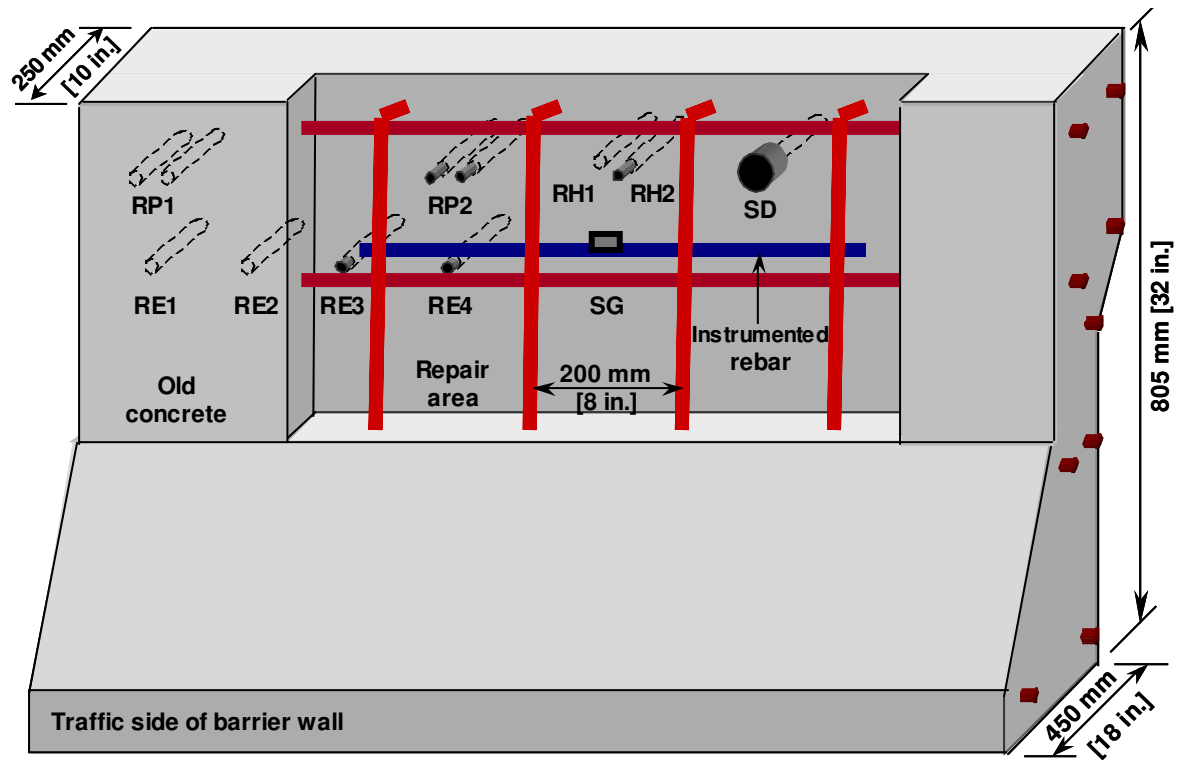 250 mm
[10 in.]
RP1
RP2
RH1
RH2
SD
RE1
RE2
RE3
RE4
SG
Instrumented
rebar
Old
concrete
Repair
area
200 mm
[8 in.]
805 mm [32 in.]
Traffic side of barrier wall
450 mm
[18 in.]